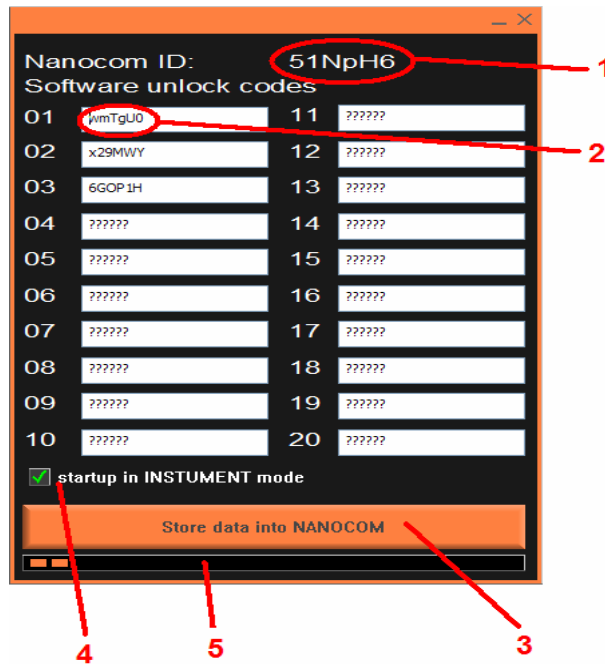 Nanocom ID: 51NpH6 1
Software unlock codes
01 wmTgU0 11 ??????
02 x29MWY 12 ?????? 2
03 6GOP1H 13 ??????
04 ?????? 14 ??????
05 ?????? 15 ??????
06 ?????? 16 ??????
07 ?????? 17 ??????
08 ?????? 18 ??????
09 ?????? 19 ??????
10 ?????? 20 ??????
startup in INSTUMENT mode
Store data into NANOCOM
4 5 3